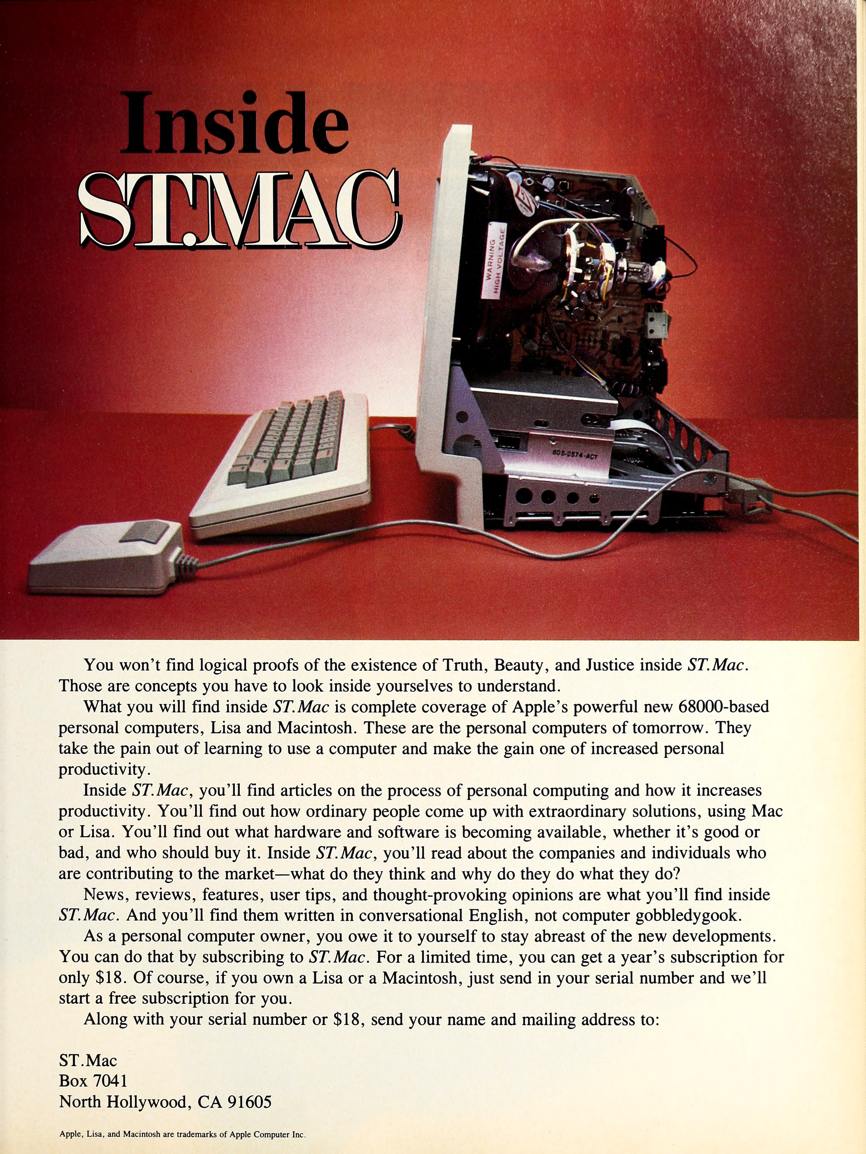 Inside
ST.MAC
WARNING
HIGH VOLTAGE
805-0574-ACT
You won't find logical proofs of the existence of Truth, Beauty, and Justice inside ST.Mac.
Those are concepts you have to look inside yourselves to understand.
What you will find inside ST.Mac is complete coverage of Apple's powerful new 68000-based
personal computers, Lisa and Macintosh. These are the personal computers of tomorrow. They
take the pain out of learning to use a computer and make the gain one of increased personal
productivity.
Inside ST.Mac, you'll find articles on the process of personal computing and how it increases
productivity. You'll find out how ordinary people come up with extraordinary solutions, using Mac
or Lisa. You'll find out what hardware and software is becoming available, whether it's good or
bad, and who should buy it. Inside ST.Mac, you'll read about the companies and individuals who
are contributing to the market—what do they think and why do they do what they do?
News, reviews, features, user tips, and thought-provoking opinions are what you'll find inside
ST.Mac. And you'll find them written in conversational English, not computer gobbledygook.
As a personal computer owner, you owe it to yourself to stay abreast of the new developments.
You can do that by subscribing to ST.Mac. For a limited time, you can get a year's subscription for
only $18. Of course, if you own a Lisa or a Macintosh, just send in your serial number and we'll
start a free subscription for you.
Along with your serial number or $18, send your name and mailing address to:
ST.Mac
Box 7041
North Hollywood, CA 91605
Apple, Lisa, and Macintosh are trademarks of Apple Computer Inc.